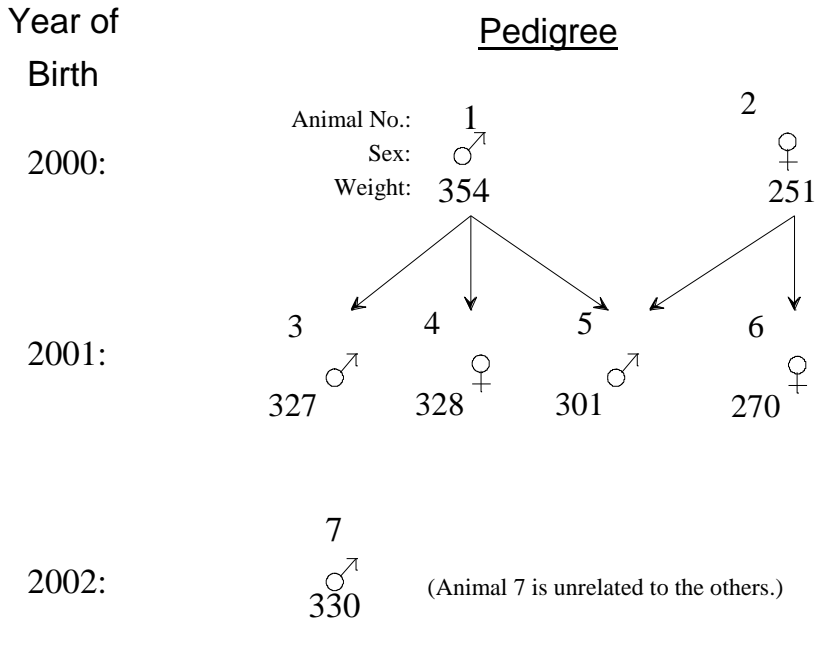 Year of
Birth
Pedigree
2000:
Animal No.: 1 2
Sex: ♂ ♀
Weight: 354 251
2001:
3 4 5 6
♂ ♀ ♂ ♀
327 328 301 270
2002:
7
♂
330
(Animal 7 is unrelated to the others.)